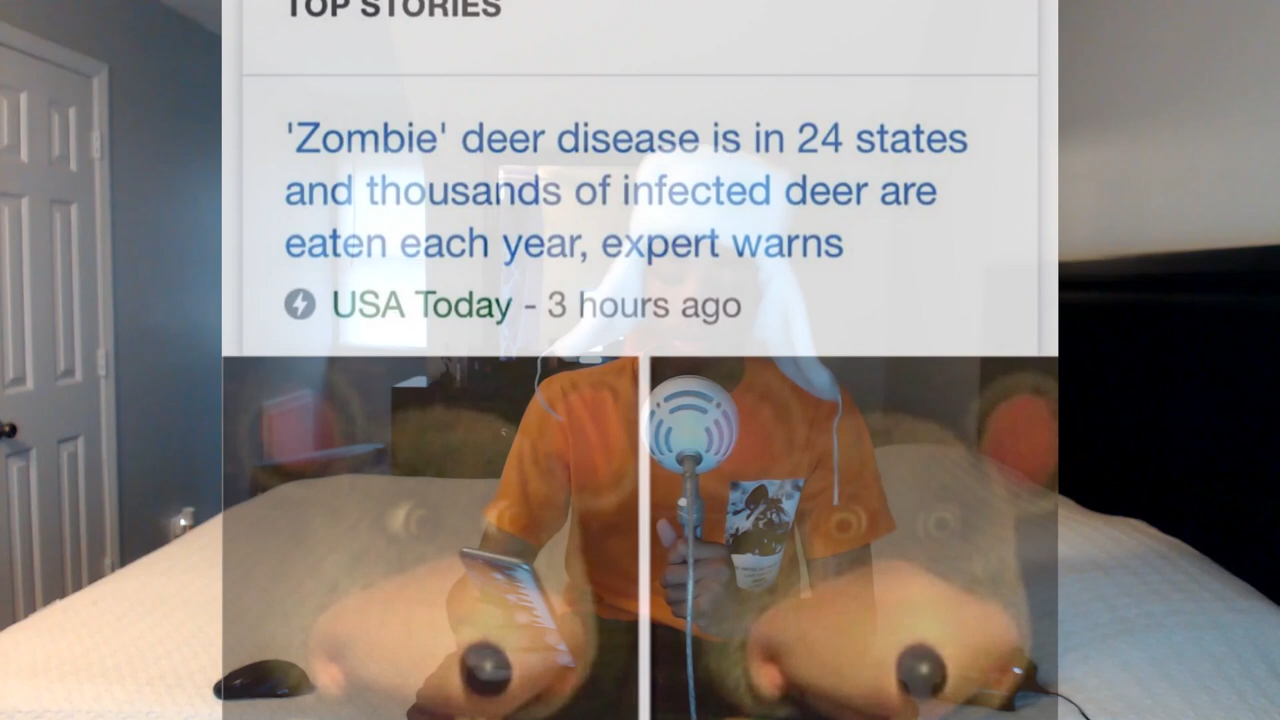 TOP STORIES
'Zombie' deer disease is in 24 states
and thousands of infected deer are
eaten each year, expert warns
USA Today - 3 hours ago